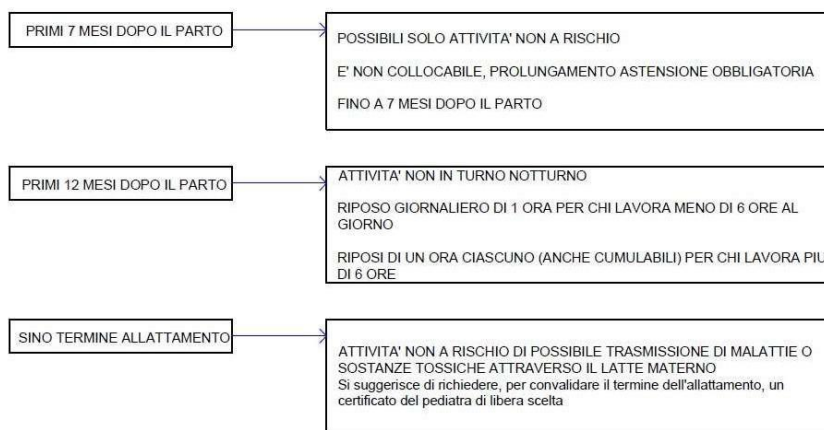 PRIMI 7 MESI DOPO IL PARTO
POSSIBILI SOLO ATTIVITA' NON A RISCHIO
E' NON COLLOCABILE, PROLUNGAMENTO ASTENSIONE OBBLIGATORIA
FINO A 7 MESI DOPO IL PARTO
PRIMI 12 MESI DOPO IL PARTO
ATTIVITA' NON IN TURNO NOTTURNO
RIPOSO GIORNALIERO DI 1 ORA PER CHI LAVORA MENO DI 6 ORE AL
GIORNO
RIPOSI DI UN ORA CIASCUNO (ANCHE CUMULABILI) PER CHI LAVORA PIU
DI 6 ORE
SINO TERMINE ALLATTAMENTO
ATTIVITA' NON A RISCHIO DI POSSIBILE TRASMISSIONE DI MALATTIE O
SOSTANZE TOSSICHE ATTRAVERSO IL LATTE MATERNO
Si suggerisce di richiedere, per convalidare il termine dell'allattamento, un
certificato del pediatra di libera scelta